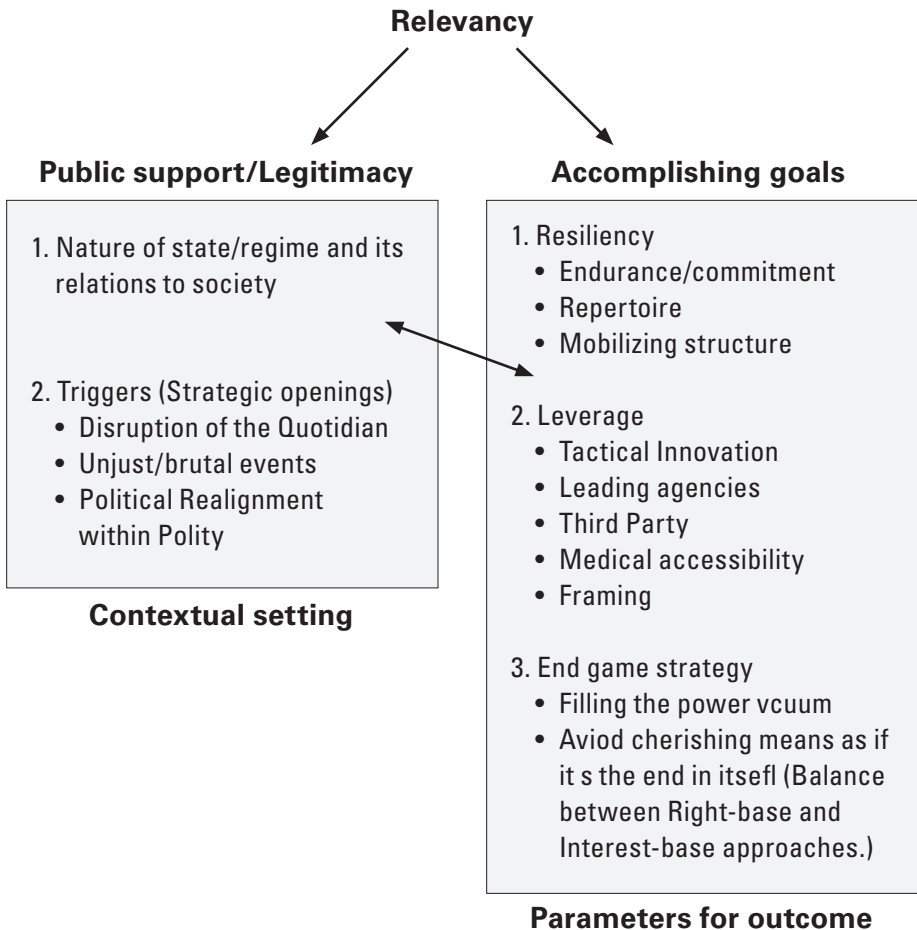 Relevancy
Public support/Legitimacy
1. Nature of state/regime and its
relations to society
2. Triggers (Strategic openings)
• Disruption of the Quotidian
• Unjust/brutal events
• Political Realignment
within Polity
Contextual setting
Accomplishing goals
1. Resiliency
• Endurance/commitment
• Repertoire
• Mobilizing structure
2. Leverage
• Tactical Innovation
• Leading agencies
• Third Party
• Medical accessibility
• Framing
3. End game strategy
• Filling the power vcuum
• Aviod cherishing means as if
it s the end in itsefl (Balance
between Right-base and
Interest-base approaches.)
Parameters for outcome